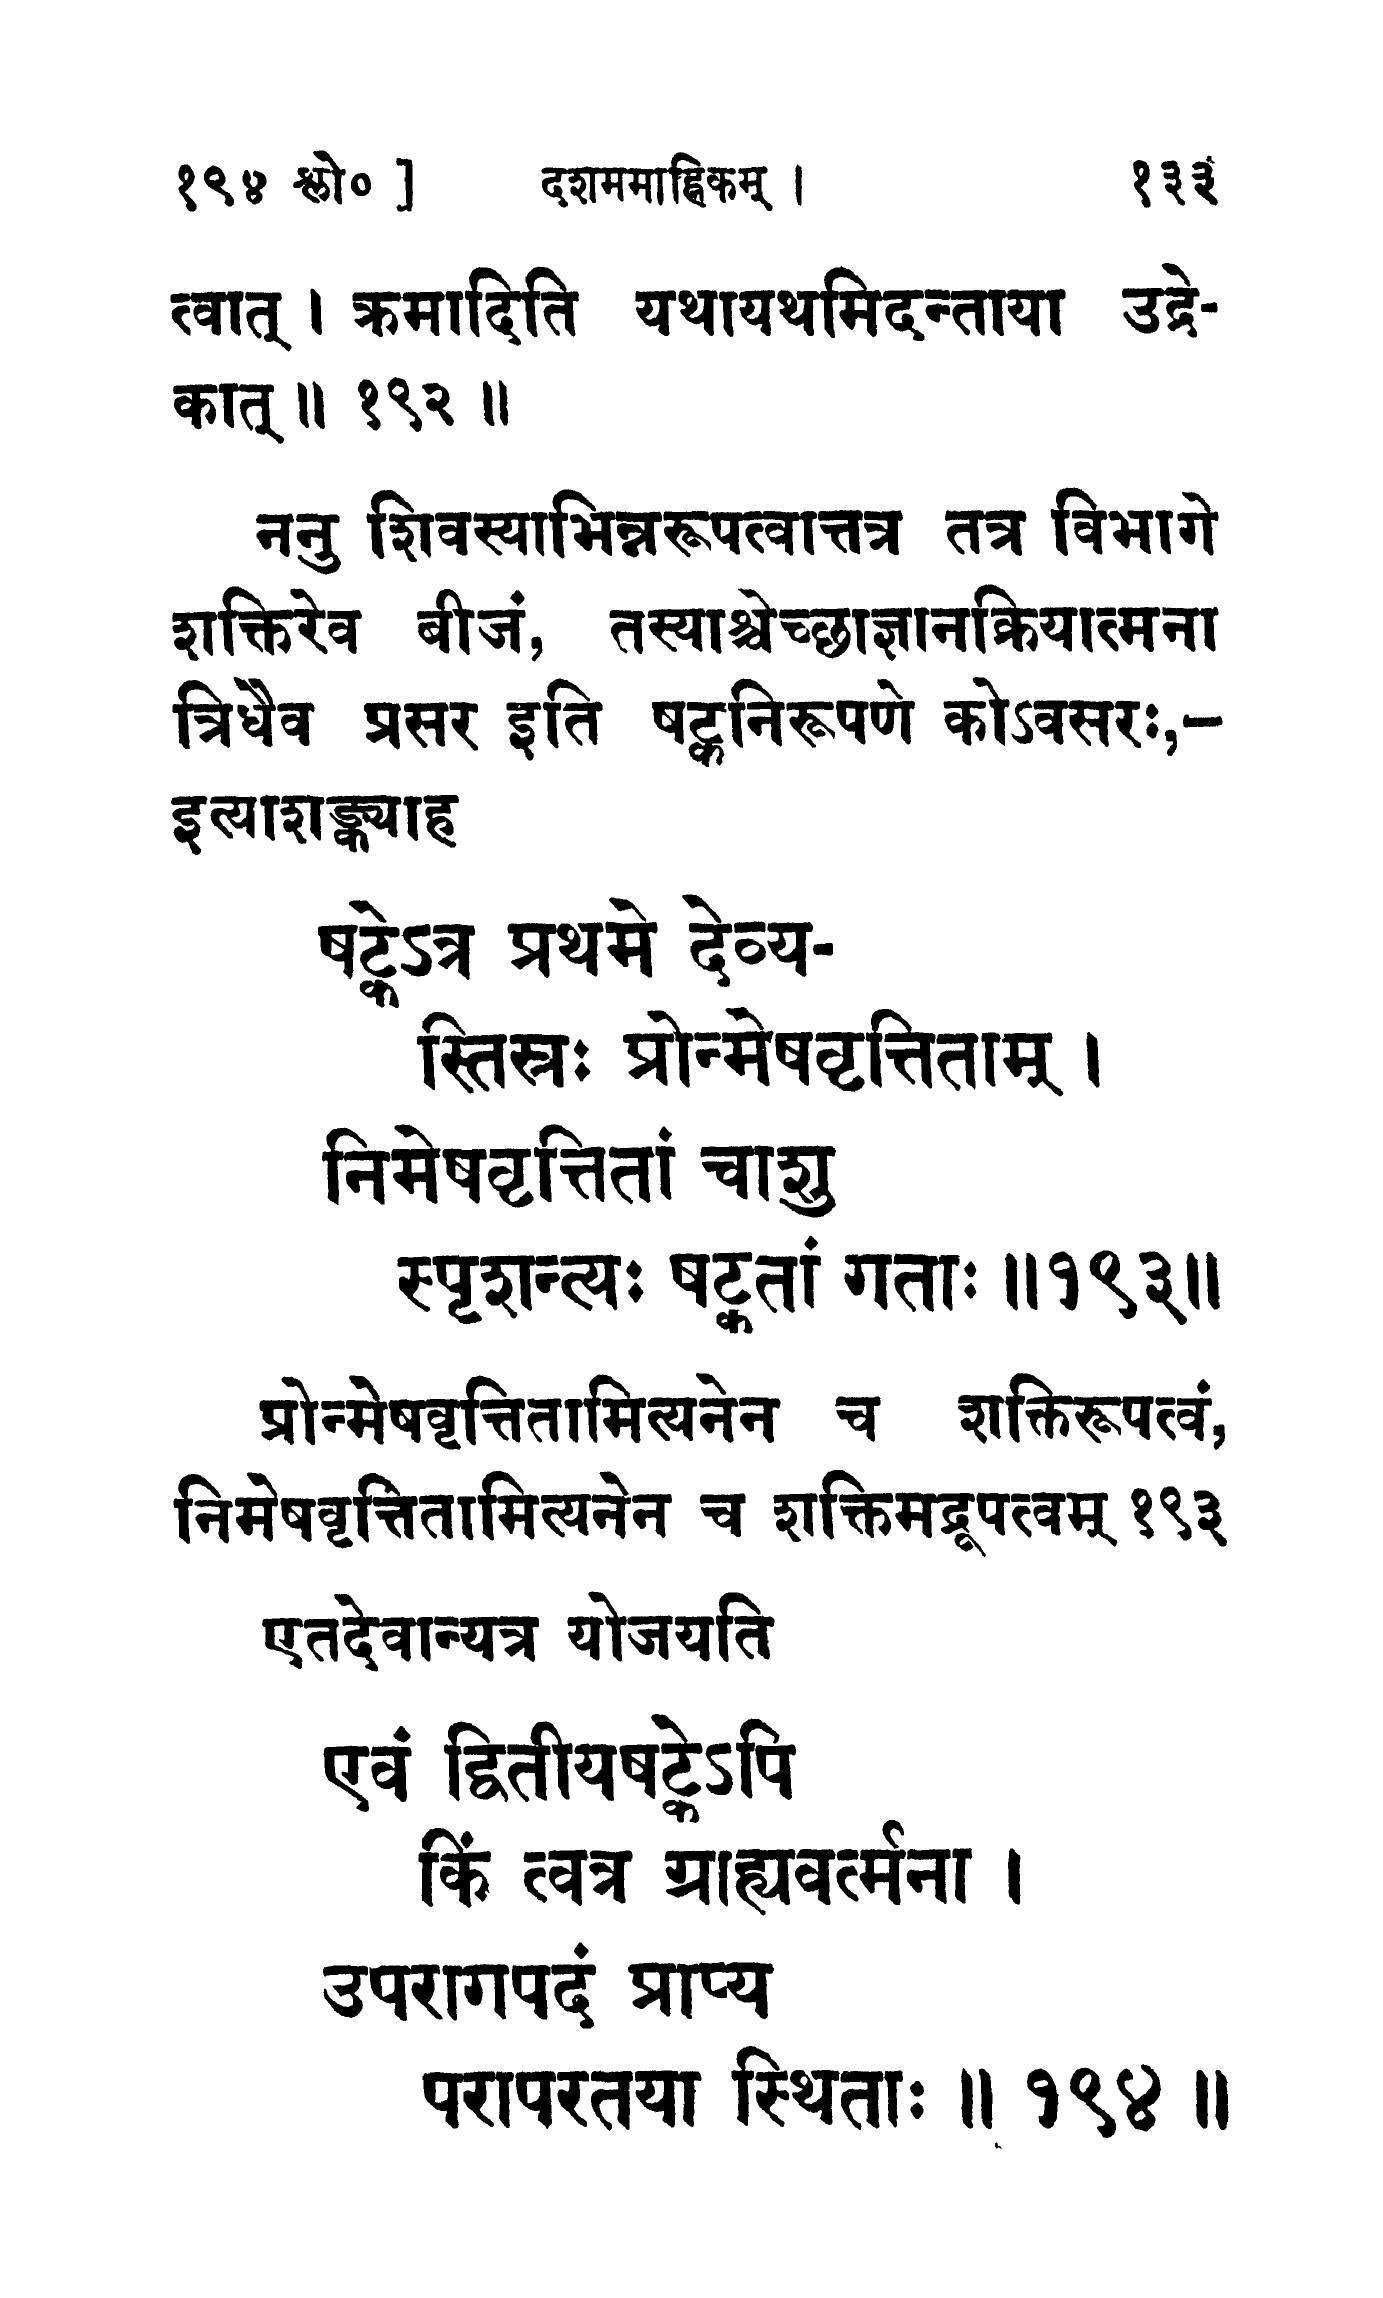 १९४ श्लो० ] दशममाह्निकम् । १३३
त्वात् । क्रमादिति यथायथमिदन्ताया उद्रे-
कात् ॥ १९२ ॥
ननु शिवस्याभिन्नरूपत्वात्तत्र तत्र विभागे
शक्तिरेव बीजं, तस्याश्चेच्छाज्ञानक्रियात्मना
त्रिधैव प्रसर इति षट्कनिरूपणे कोऽवसरः,–
इत्याशङ्क्याह
षट्केऽत्र प्रथमे देव्य-
स्तिस्रः प्रोन्मेषवृत्तिताम् ।
निमेषवृत्तितां चाशु
स्पृशन्त्यः षट्कतां गताः ॥१९३॥
प्रोन्मेषवृत्तितामित्यनेन च शक्तिरूपत्वं,
निमेषवृत्तितामित्यनेन च शक्तिमद्रूपत्वम् १९३
एतदेवान्यत्र योजयति
एवं द्वितीयषट्केऽपि
किं त्वत्र ग्राह्यवर्त्मना ।
उपरागपदं प्राप्य
परापरतया स्थिताः ॥ १९४ ॥